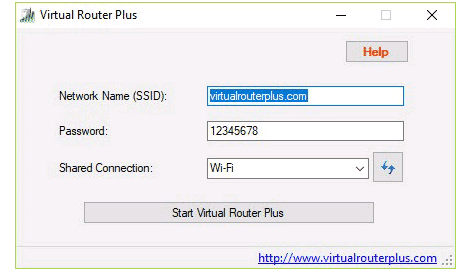 Virtual Router Plus
Help
Network Name (SSID): virtualrouterplus.com
Password: 12345678
Shared Connection: Wi-Fi
Start Virtual Router Plus
http://www.virtualrouterplus.com